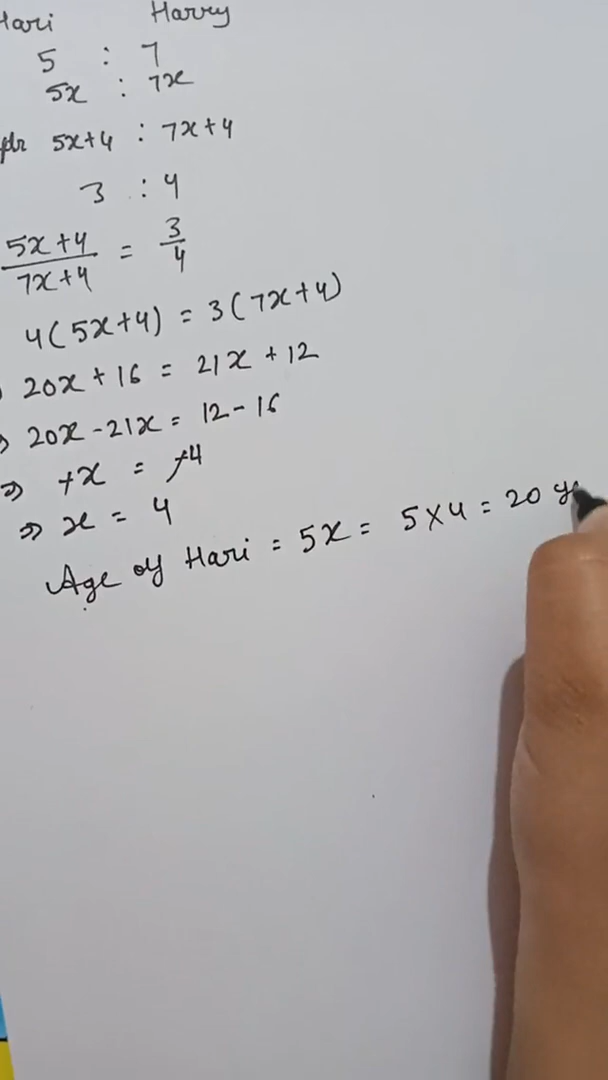 Hari Harry
5 : 7
5x : 7x
5x+4 : 7x+4
3 : 4
5x+4 / 7x+4 = 3/4
4(5x+4) = 3(7x+4)
20x + 16 = 21x + 12
⇒ 20x - 21x = 12 - 16
⇒ +x = +4
⇒ x = 4
Age of Hari = 5x = 5×4 = 20 ye